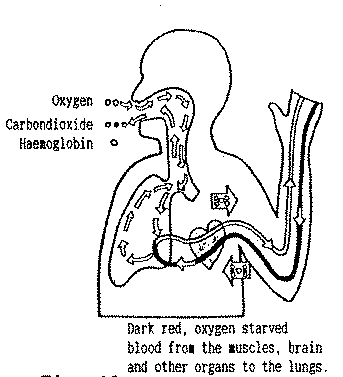 Oxygen
Carbondioxide
Haemoglobin
Dark red, oxygen starved
blood from the muscles, brain
and other organs to the lungs.